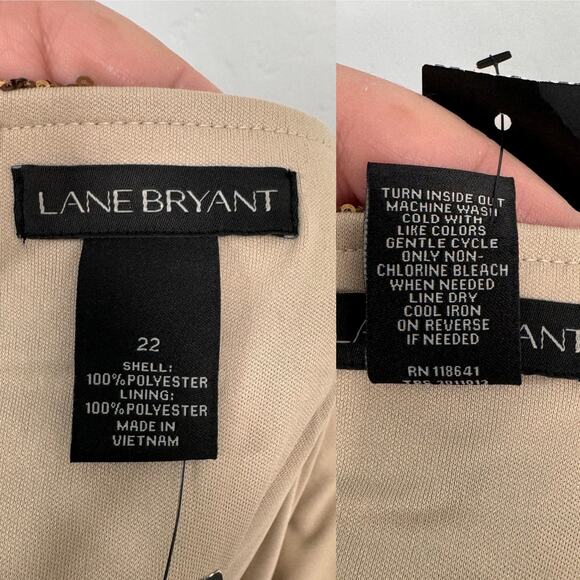 LANE BRYANT
22
SHELL:
100% POLYESTER
LINING:
100% POLYESTER
MADE IN
VIETNAM
TURN INSIDE OUT
MACHINE WASH
COLD WITH
LIKE COLORS
GENTLE CYCLE
ONLY NON-
CHLORINE BLEACH
WHEN NEEDED
LINE DRY
COOL IRON
ON REVERSE
IF NEEDED
RN 118641
LA ANT